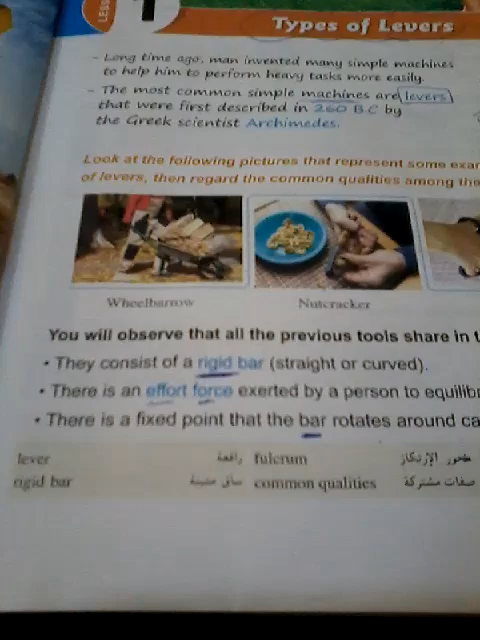 LESS
1
Types of Levers
- Long time ago, man invented many simple machines
to help him to perform heavy tasks more easily.
- The most common simple machines are levers
that were first described in 260 B.C by
the Greek scientist Archimedes.
Look at the following pictures that represent some exa
of levers, then regard the common qualities among the
Wheelbarrow
Nutcracker
You will observe that all the previous tools share in t
• They consist of a rigid bar (straight or curved).
• There is an effort force exerted by a person to equilib
• There is a fixed point that the bar rotates around ca
lever رافعة fulcrum محور الارتكاز
rigid bar ساق متينة common qualities صفات مشتركة